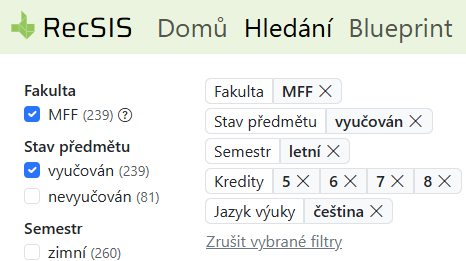 RecSIS Domů Hledání Blueprint
Fakulta
MFF (239) ?
Stav předmětu
vyučován (239)
nevyučován (81)
Semestr
zimní (260)
Fakulta MFF ×
Stav předmětu vyučován ×
Semestr letní ×
Kredity 5 × 6 × 7 × 8 ×
Jazyk výuky čeština ×
Zrušit vybrané filtry